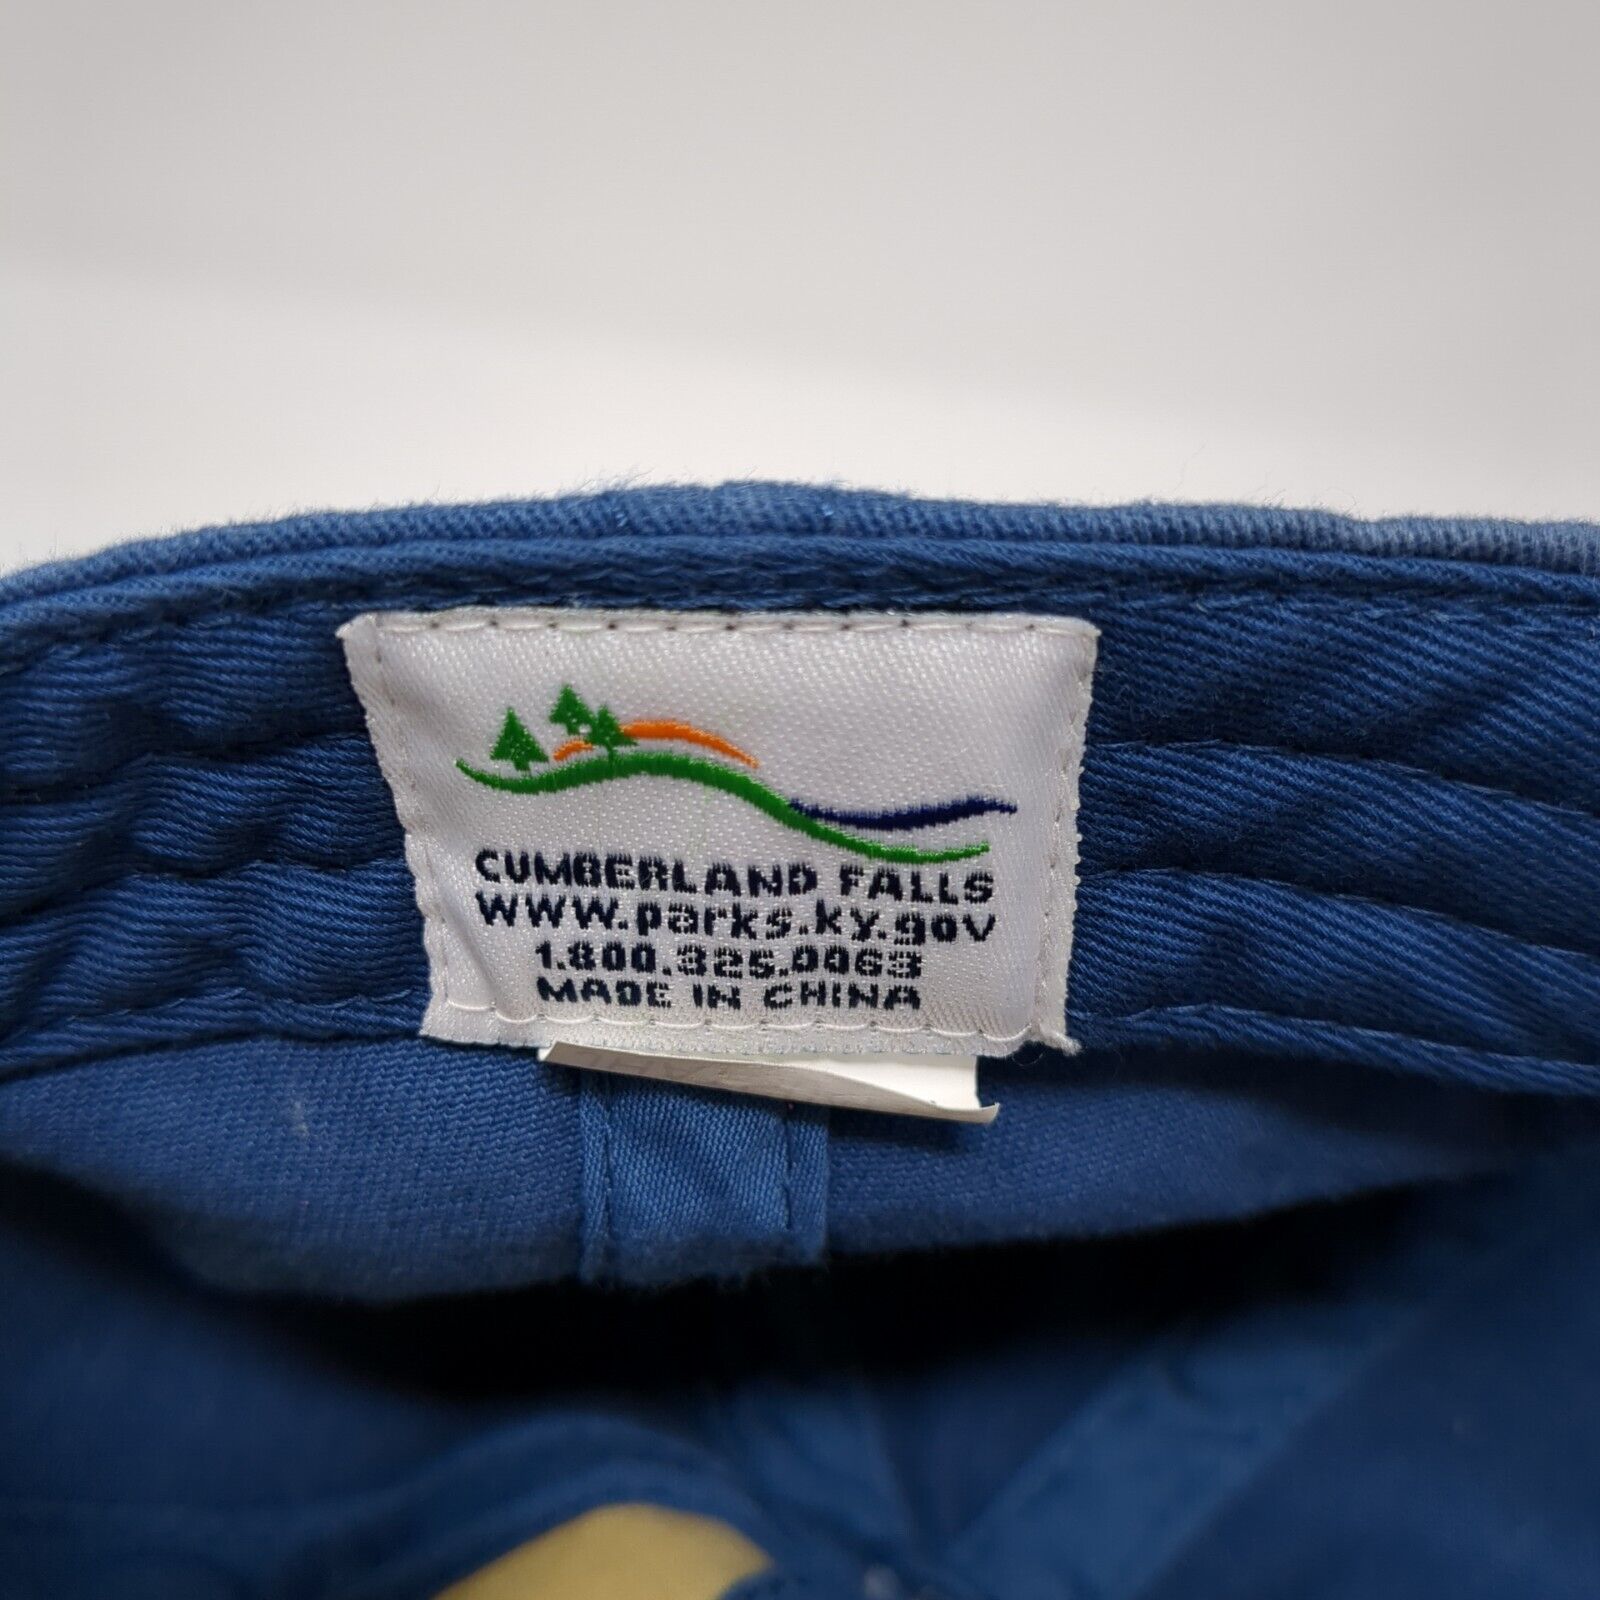 CUMBERLAND FALLS
WWW.parks.ky.gov
1.800.325.0063
MADE IN CHINA